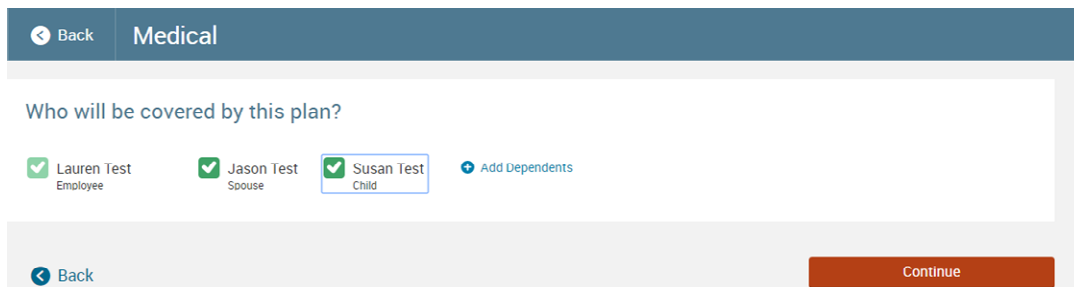 Back Medical
Who will be covered by this plan?
Lauren Test Jason Test Susan Test Add Dependents
Employee Spouse Child
Back Continue